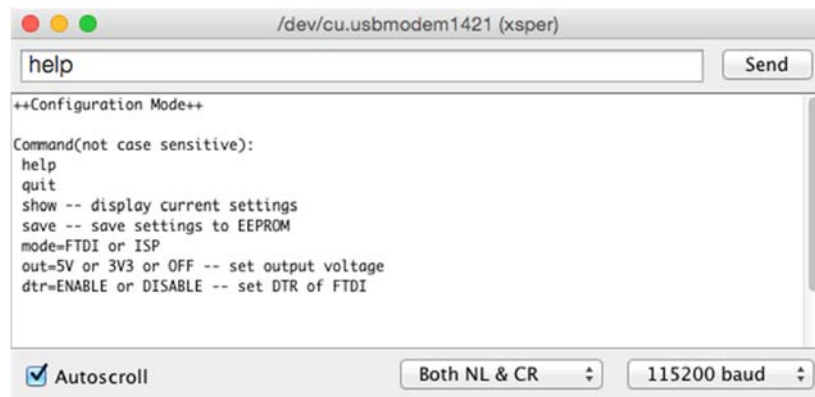 /dev/cu.usbmodem1421 (xsper)
help
Send
++Configuration Mode++
Command(not case sensitive):
help
quit
show -- display current settings
save -- save settings to EEPROM
mode=FTDI or ISP
out=5V or 3V3 or OFF -- set output voltage
dtr=ENABLE or DISABLE -- set DTR of FTDI
Autoscroll
Both NL & CR
115200 baud